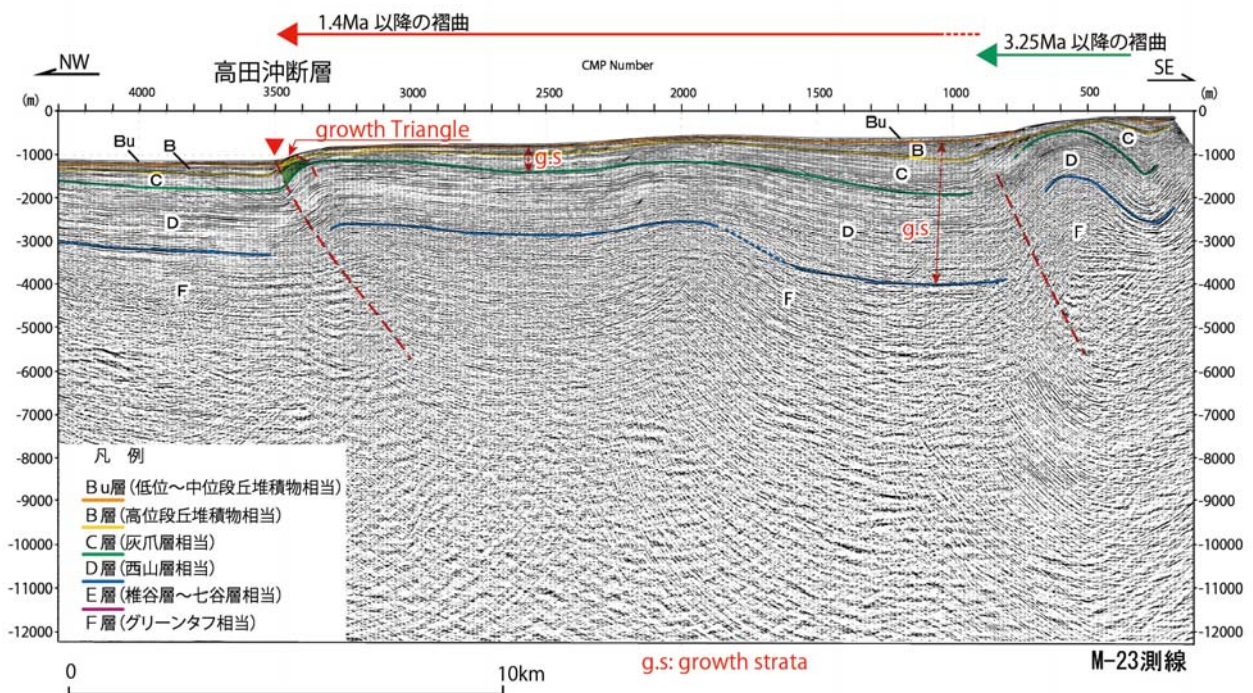 1.4Ma 以降の褶曲
3.25Ma 以降の褶曲
NW
高田沖断層
CMP Number
SE
(m)
4000 3500 3000 2500 2000 1500 1000 500
(m)
0
-1000
-2000
-3000
-4000
-5000
-6000
-7000
-8000
-9000
-10000
-11000
-12000
0
-1000
-2000
-3000
-4000
-5000
-6000
-7000
-8000
-9000
-10000
-11000
-12000
Bu
B
growth Triangle
C
D
F
g.s
Bu
B
C
g.s
D
F
C
D
F
凡 例
Bu層(低位～中位段丘堆積物相当)
B層(高位段丘堆積物相当)
C層(灰爪層相当)
D層(西山層相当)
E層(椎谷層～七谷層相当)
F層(グリーンタフ相当)
0 10km
g.s: growth strata
M-23測線